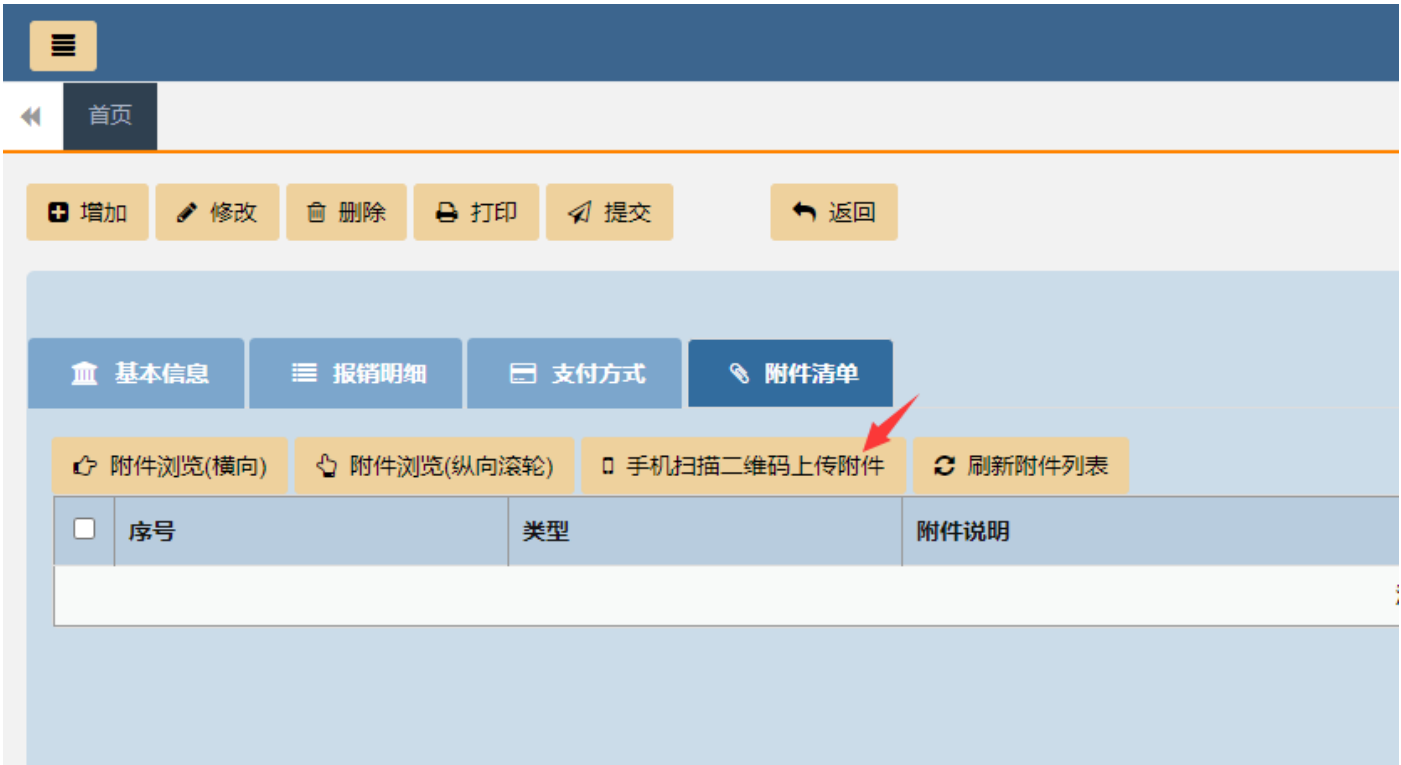 首页
增加 修改 删除 打印 提交 返回
基本信息 报销明细 支付方式 附件清单
附件浏览(横向) 附件浏览(纵向滚轮) 手机扫描二维码上传附件 刷新附件列表
序号 类型 附件说明